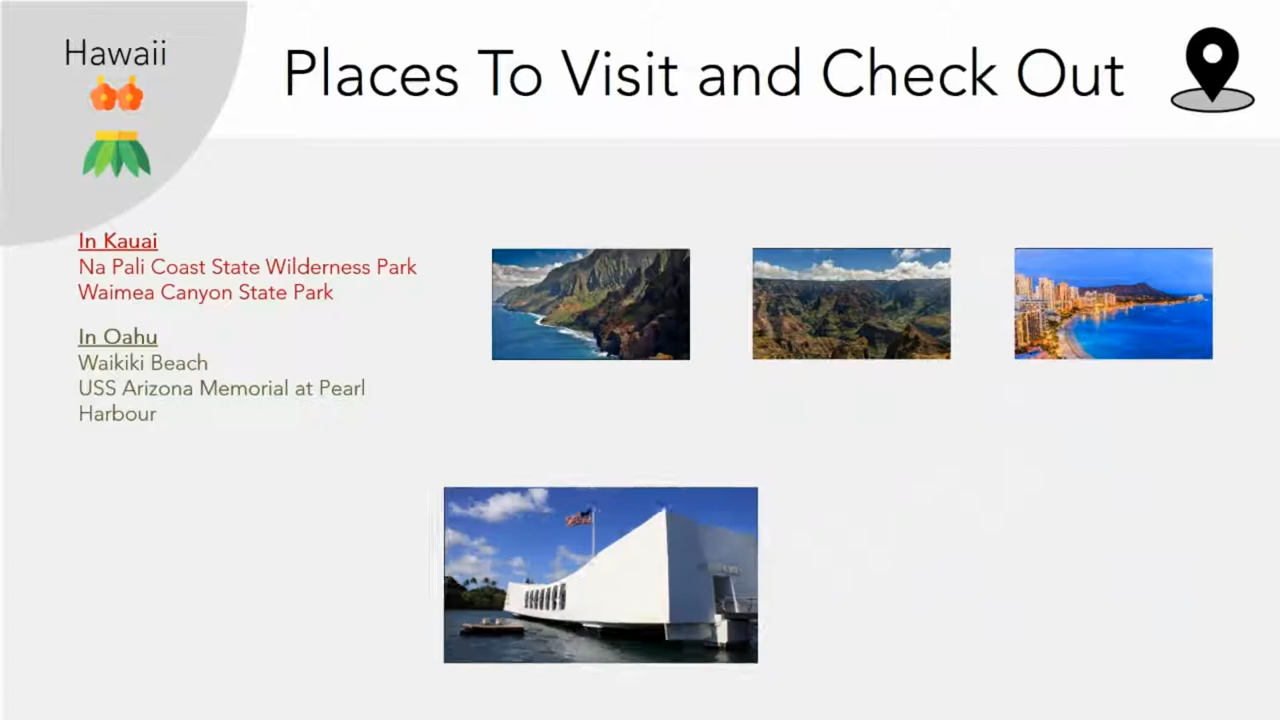 Hawaii
Places To Visit and Check Out
In Kauai
Na Pali Coast State Wilderness Park
Waimea Canyon State Park
In Oahu
Waikiki Beach
USS Arizona Memorial at Pearl
Harbour